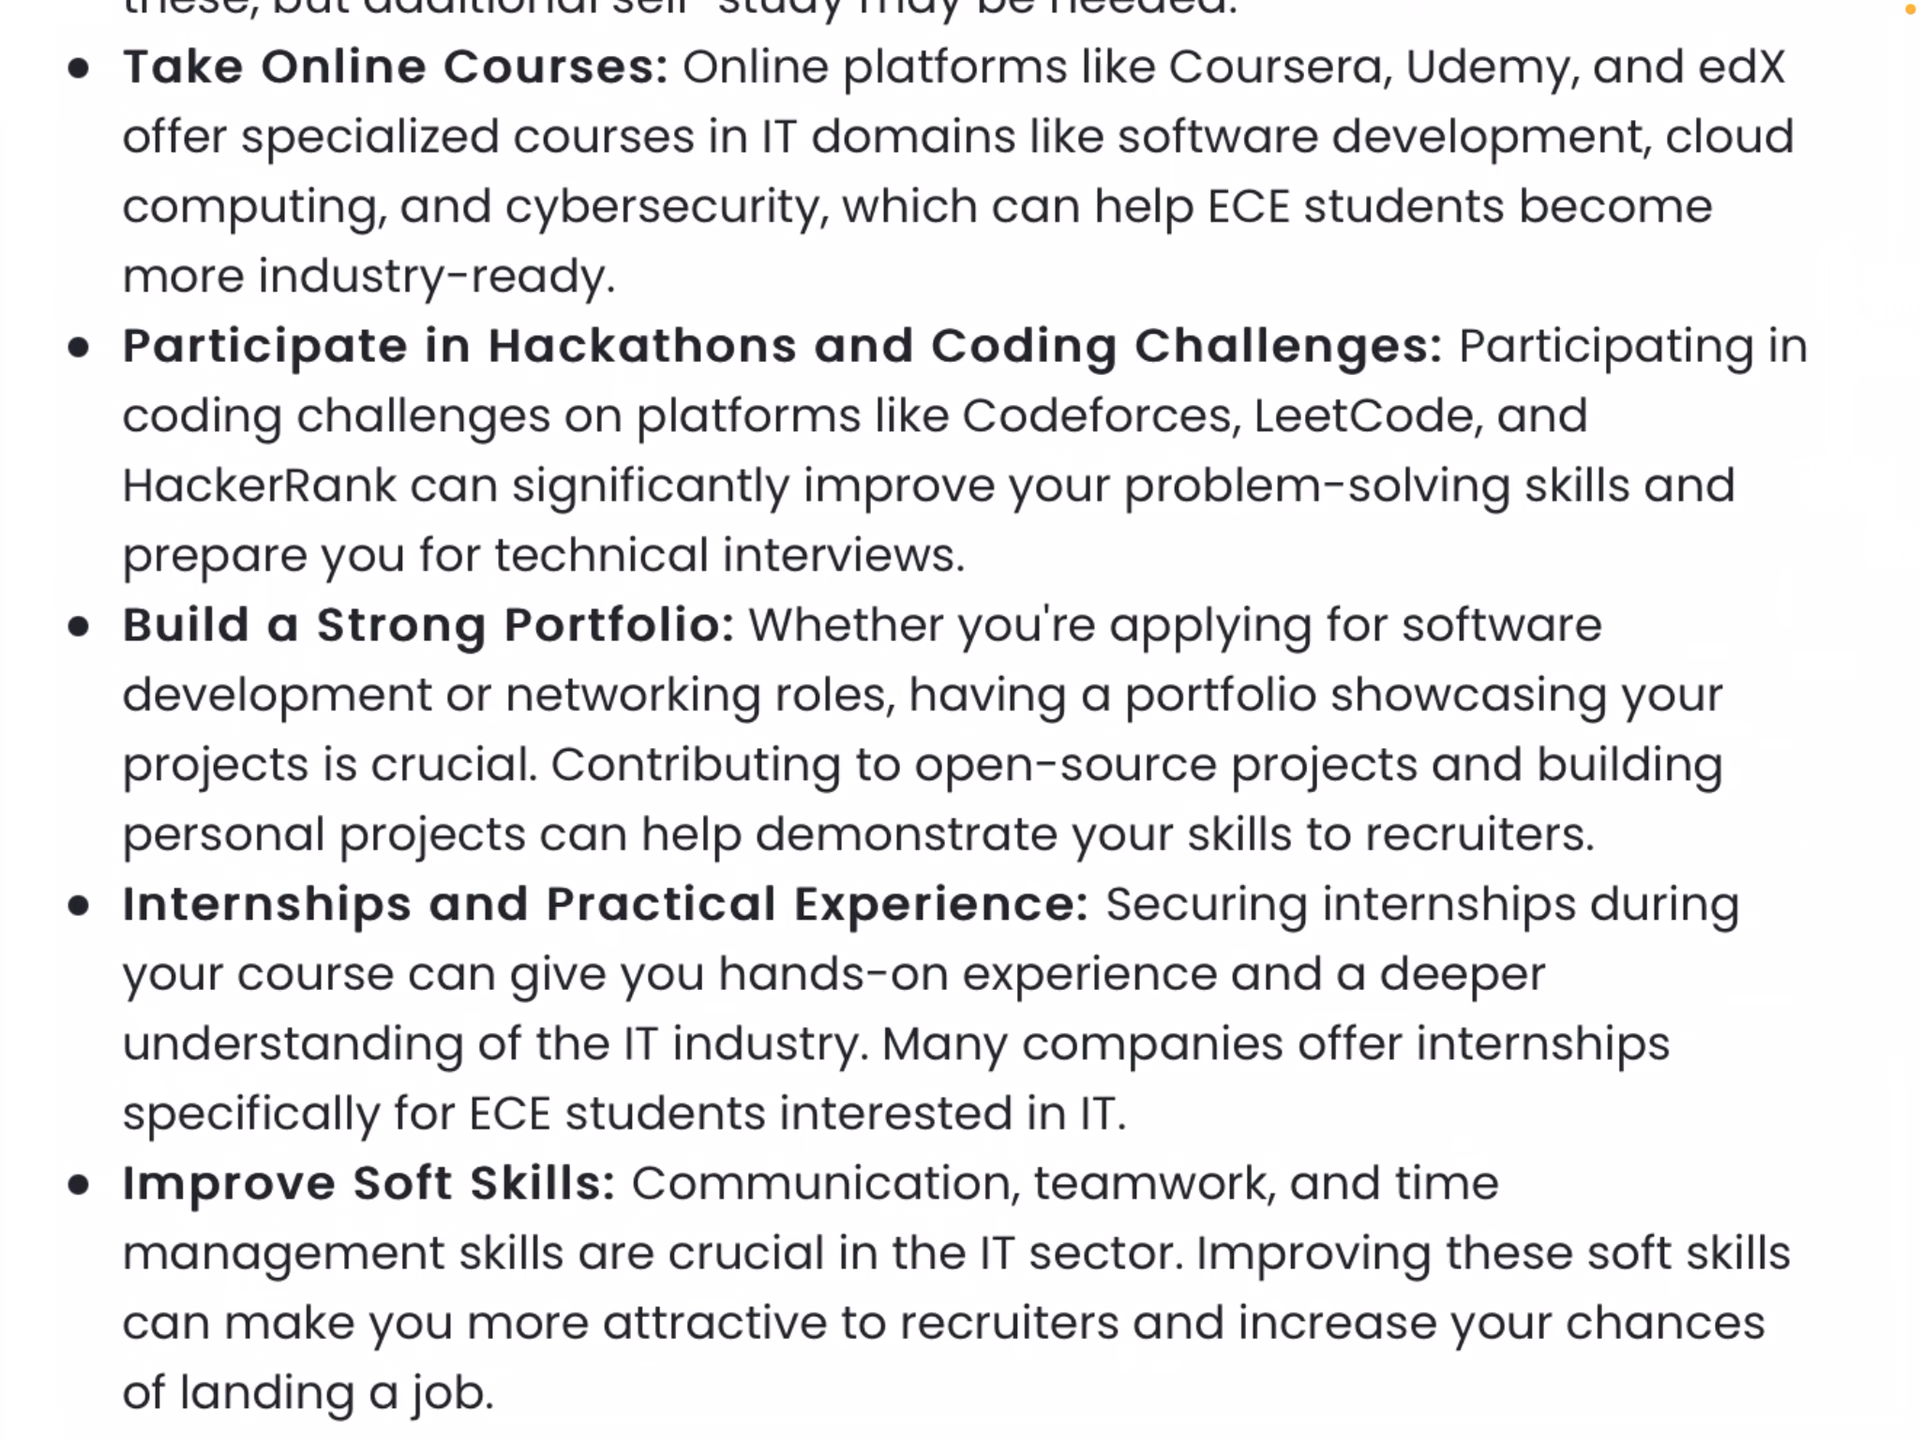 these, but additional self-study may be needed.
• Take Online Courses: Online platforms like Coursera, Udemy, and edX
offer specialized courses in IT domains like software development, cloud
computing, and cybersecurity, which can help ECE students become
more industry-ready.
• Participate in Hackathons and Coding Challenges: Participating in
coding challenges on platforms like Codeforces, LeetCode, and
HackerRank can significantly improve your problem-solving skills and
prepare you for technical interviews.
• Build a Strong Portfolio: Whether you're applying for software
development or networking roles, having a portfolio showcasing your
projects is crucial. Contributing to open-source projects and building
personal projects can help demonstrate your skills to recruiters.
• Internships and Practical Experience: Securing internships during
your course can give you hands-on experience and a deeper
understanding of the IT industry. Many companies offer internships
specifically for ECE students interested in IT.
• Improve Soft Skills: Communication, teamwork, and time
management skills are crucial in the IT sector. Improving these soft skills
can make you more attractive to recruiters and increase your chances
of landing a job.